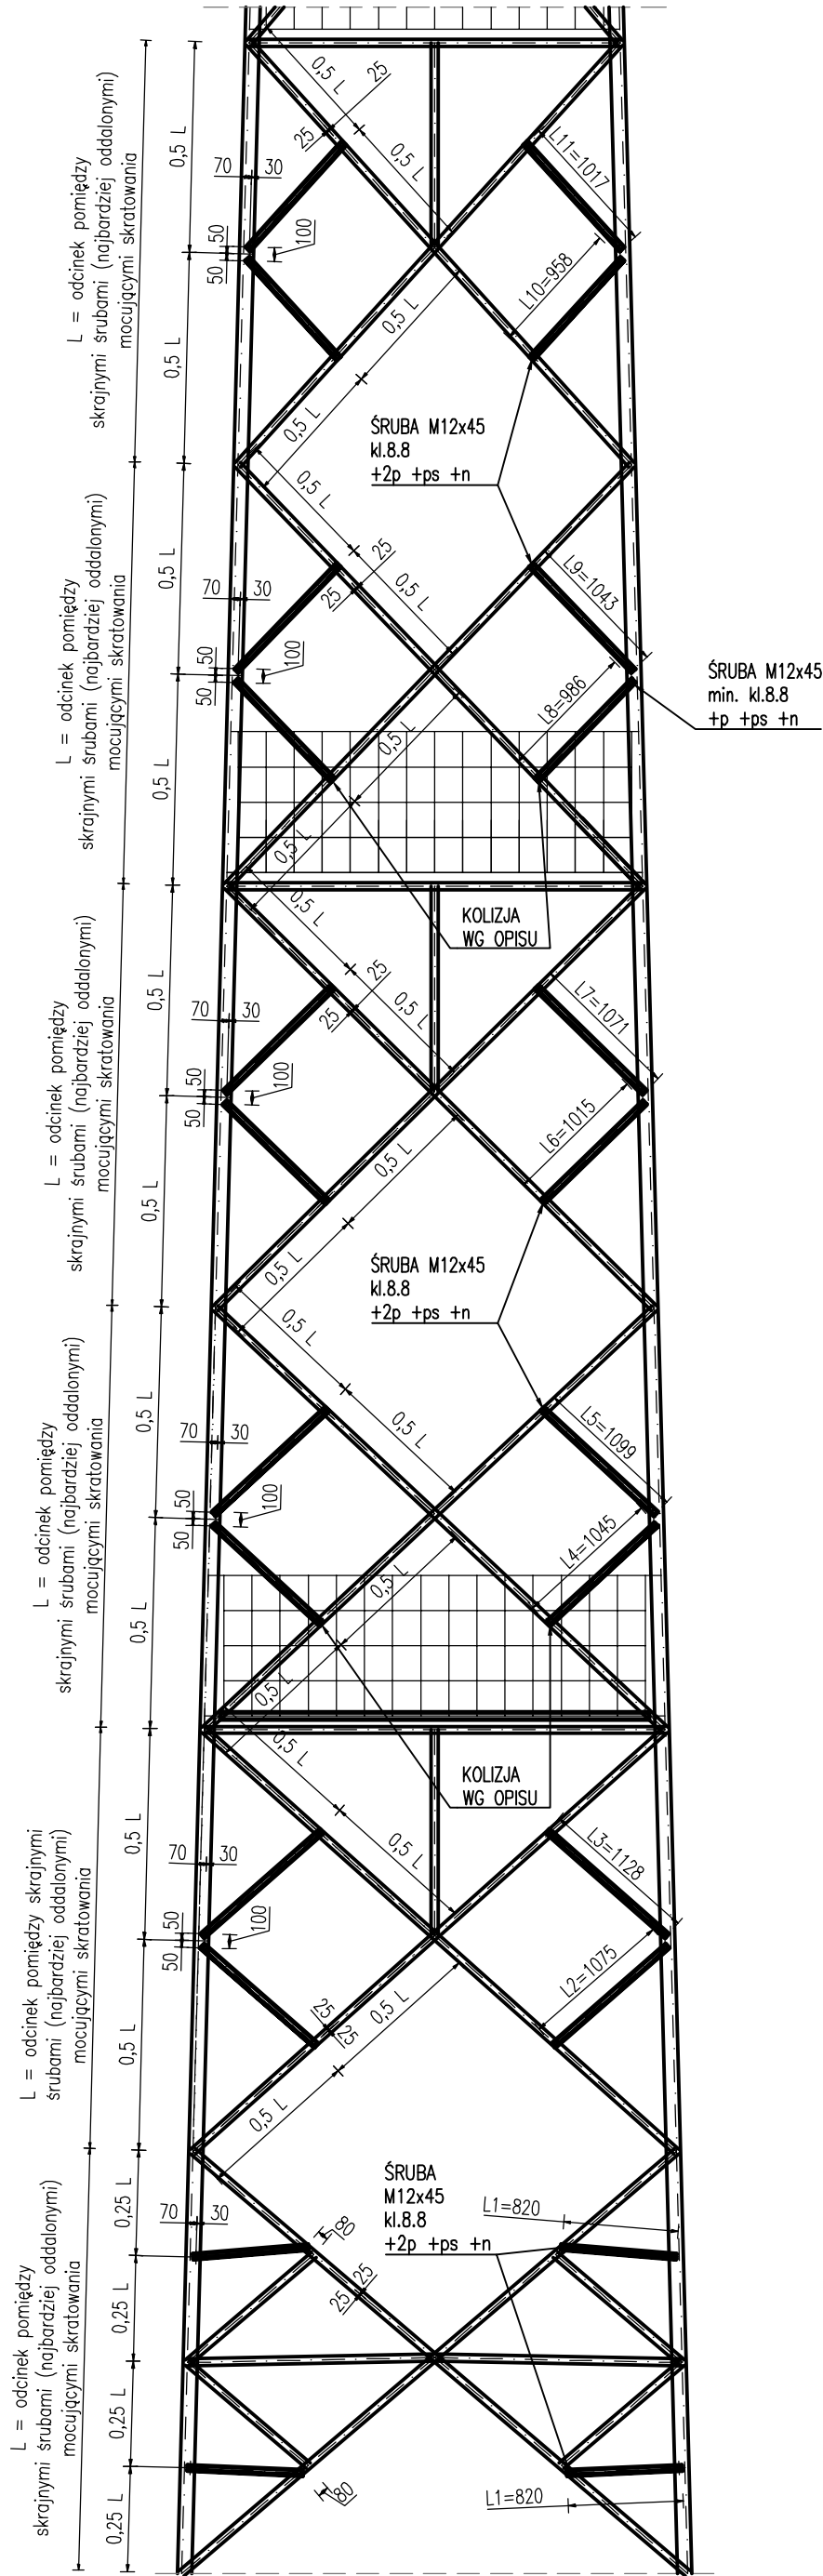 0,5 L
25
25
0,5 L
L11=1017
L = odcinek pomiędzy
skrajnymi śrubami (najbardziej oddalonymi)
mocującymi skratowania
0,5 L
70
30
50
50
100
L10=958
0,5 L
0,5 L
0,5 L
ŚRUBA M12x45
kl.8.8
+2p +ps +n
0,5 L
25
25
0,5 L
L9=1043
L = odcinek pomiędzy
skrajnymi śrubami (najbardziej oddalonymi)
mocującymi skratowania
0,5 L
70
30
50
50
100
L8=986
ŚRUBA M12x45
min. kl.8.8
+p +ps +n
0,5 L
0,5 L
0,5 L
0,5 L
KOLIZJA
WG OPISU
25
25
0,5 L
L7=1071
L = odcinek pomiędzy
skrajnymi śrubami (najbardziej oddalonymi)
mocującymi skratowania
0,5 L
70
30
50
50
100
L6=1015
0,5 L
0,5 L
0,5 L
ŚRUBA M12x45
kl.8.8
+2p +ps +n
0,5 L
0,5 L
L5=1099
L = odcinek pomiędzy
skrajnymi śrubami (najbardziej oddalonymi)
mocującymi skratowania
0,5 L
70
30
50
50
100
L4=1045
0,5 L
0,5 L
0,5 L
0,5 L
KOLIZJA
WG OPISU
0,5 L
L3=1128
L = odcinek pomiędzy skrajnymi
śrubami (najbardziej oddalonymi)
mocującymi skratowania
0,5 L
70
30
50
50
100
L2=1075
0,5 L
25
25
0,5 L
0,5 L
ŚRUBA
M12x45
kl.8.8
+2p +ps +n
L1=820
L = odcinek pomiędzy
skrajnymi śrubami (najbardziej oddalonymi)
mocującymi skratowania
0,25 L
70
30
80
25
25
0,25 L
0,25 L
80
L1=820
0,25 L